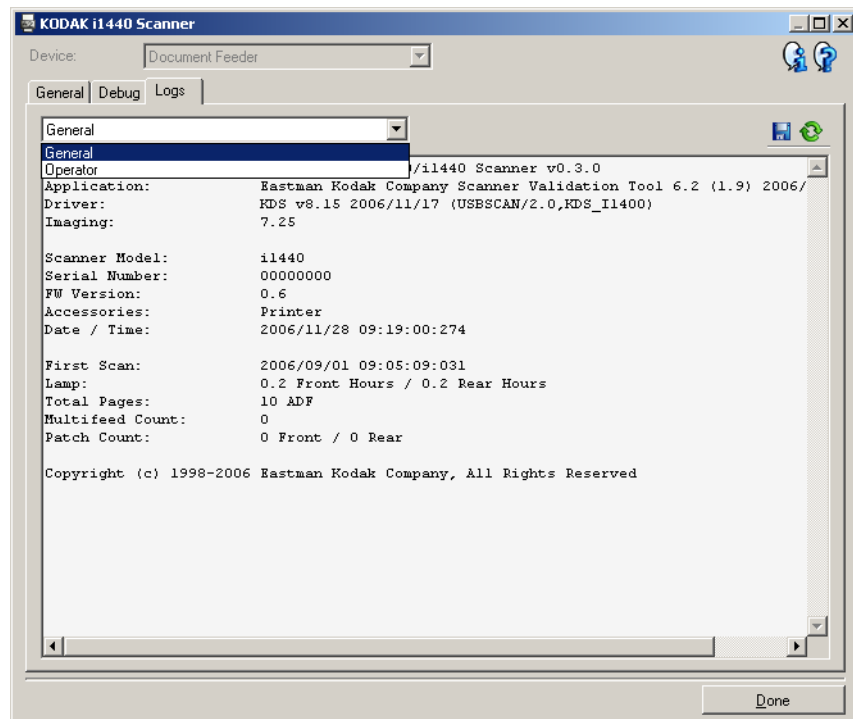 KODAK i1440 Scanner
Device: Document Feeder
General Debug Logs
General
General
Operator
/i1440 Scanner v0.3.0
Application: Eastman Kodak Company Scanner Validation Tool 6.2 (1.9) 2006/
Driver: KDS v8.15 2006/11/17 (USBSCAN/2.0,KDS_I1400)
Imaging: 7.25
Scanner Model: i1440
Serial Number: 00000000
FW Version: 0.6
Accessories: Printer
Date / Time: 2006/11/28 09:19:00:274
First Scan: 2006/09/01 09:05:09:031
Lamp: 0.2 Front Hours / 0.2 Rear Hours
Total Pages: 10 ADF
Multifeed Count: 0
Patch Count: 0 Front / 0 Rear
Copyright (c) 1998-2006 Eastman Kodak Company, All Rights Reserved
Done